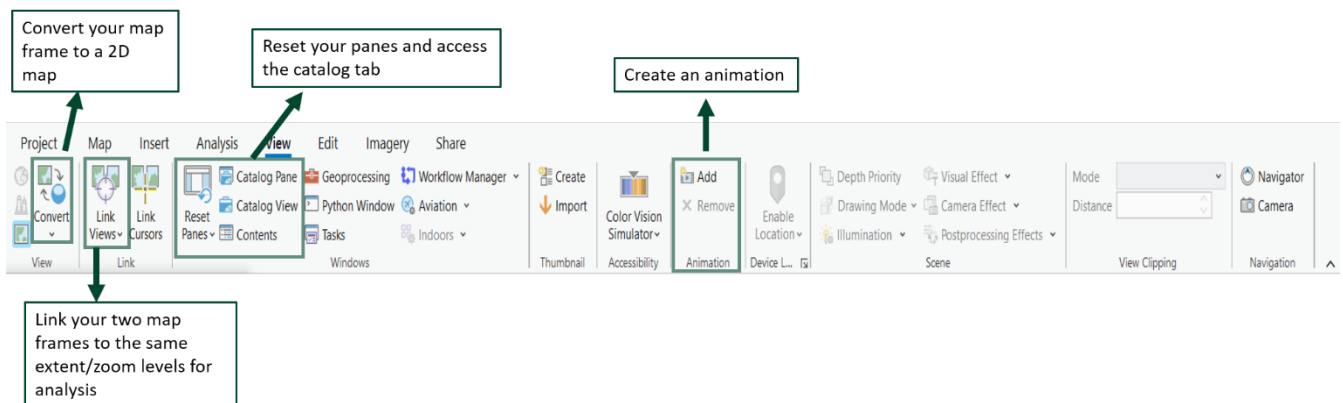 Convert your map
frame to a 2D
map
Reset your panes and access
the catalog tab
Create an animation
Project Map Insert Analysis View Edit Imagery Share
Convert
View
Link
Views
Link
Cursors
Link
Reset
Panes
Catalog Pane
Catalog View
Contents
Geoprocessing
Python Window
Tasks
Workflow Manager
Aviation
Indoors
Windows
Create
Import
Thumbnail
Color Vision
Simulator
Accessibility
Add
Remove
Animation
Enable
Location
Device L...
Depth Priority
Drawing Mode
Illumination
Visual Effect
Camera Effect
Postprocessing Effects
Scene
Mode
Distance
View Clipping
Navigator
Camera
Navigation
Link your two map
frames to the same
extent/zoom levels for
analysis